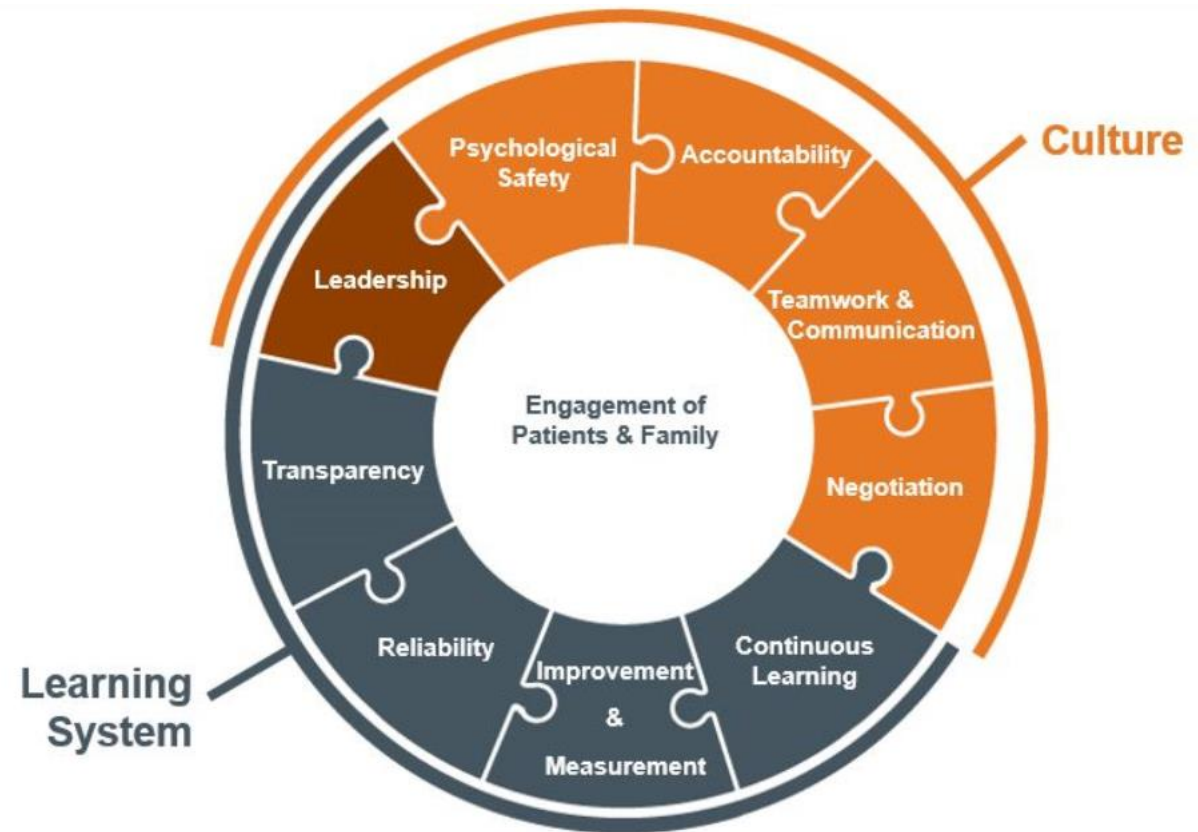 Culture
Psychological
Safety
Accountability
Leadership
Teamwork &
Communication
Engagement of
Patients & Family
Transparency
Negotiation
Reliability
Improvement
&
Measurement
Continuous
Learning
Learning
System